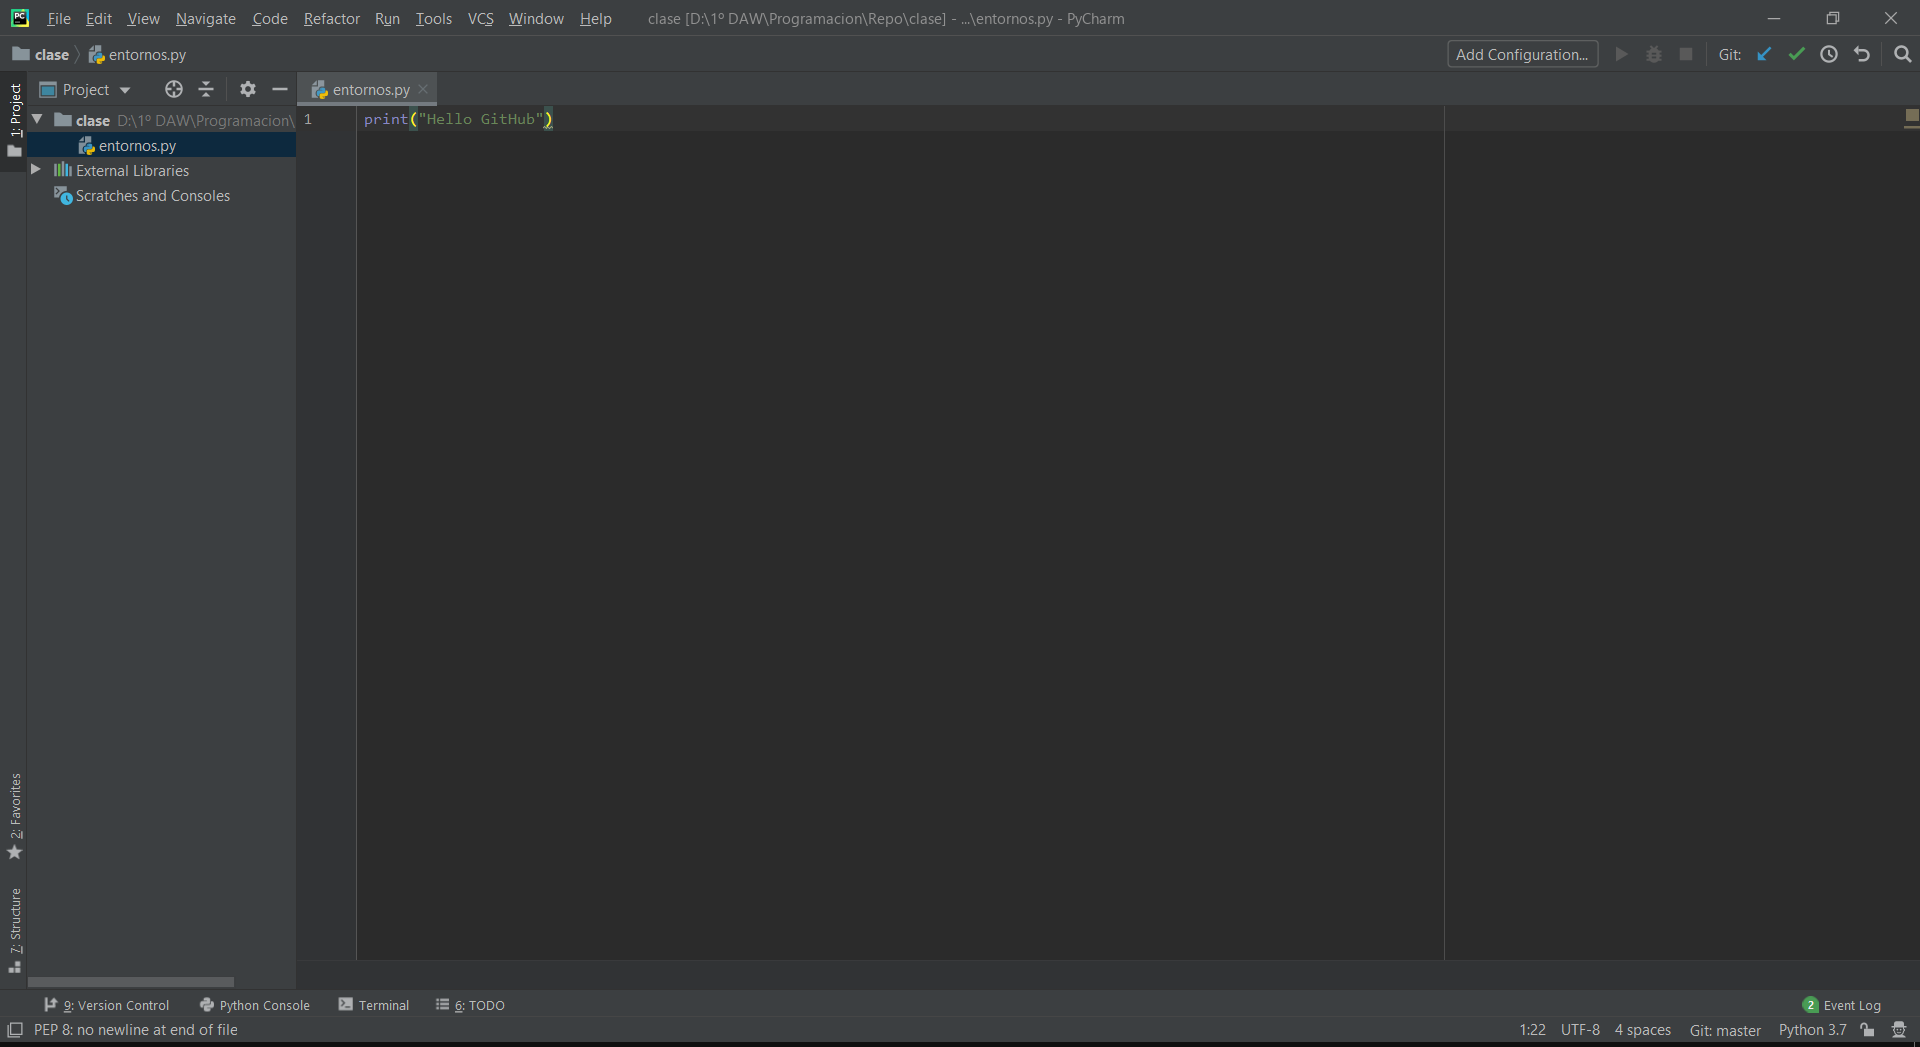 PC File Edit View Navigate Code Refactor Run Tools VCS Window Help clase [D:\1º DAW\Programacion\Repo\clase] - ...\entornos.py - PyCharm
clase entornos.py Add Configuration... Git:
1: Project
Project
entornos.py
clase D:\1º DAW\Programacion\
entornos.py
External Libraries
Scratches and Consoles
1 print("Hello GitHub")
2: Favorites
7: Structure
9: Version Control Python Console Terminal 6: TODO 2 Event Log
PEP 8: no newline at end of file 1:22 UTF-8 4 spaces Git: master Python 3.7